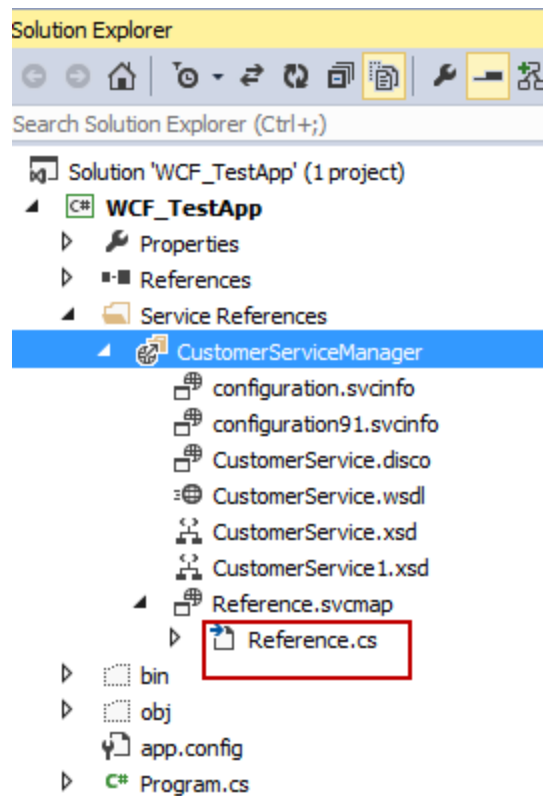 Solution Explorer
Search Solution Explorer (Ctrl+;)
Solution 'WCF_TestApp' (1 project)
C# WCF_TestApp
Properties
References
Service References
CustomerServiceManager
configuration.svcinfo
configuration91.svcinfo
CustomerService.disco
CustomerService.wsdl
CustomerService.xsd
CustomerService1.xsd
Reference.svcmap
Reference.cs
bin
obj
app.config
C# Program.cs